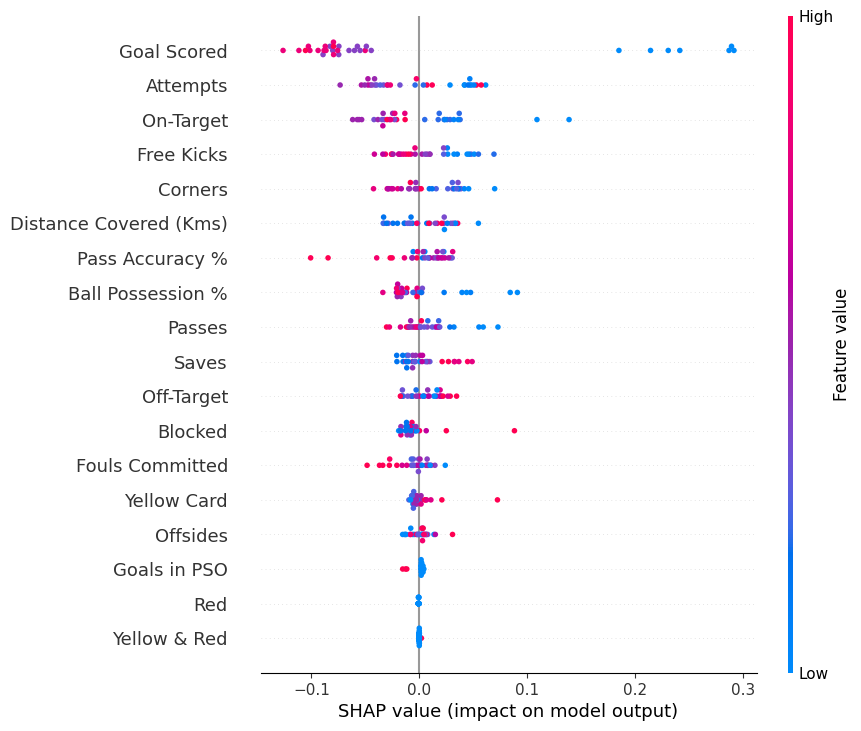 High
Goal Scored
Attempts
On-Target
Free Kicks
Corners
Distance Covered (Kms)
Pass Accuracy %
Ball Possession %
Passes
Saves
Off-Target
Blocked
Fouls Committed
Yellow Card
Offsides
Goals in PSO
Red
Yellow & Red
Feature value
Low
−0.1 0.0 0.1 0.2 0.3
SHAP value (impact on model output)